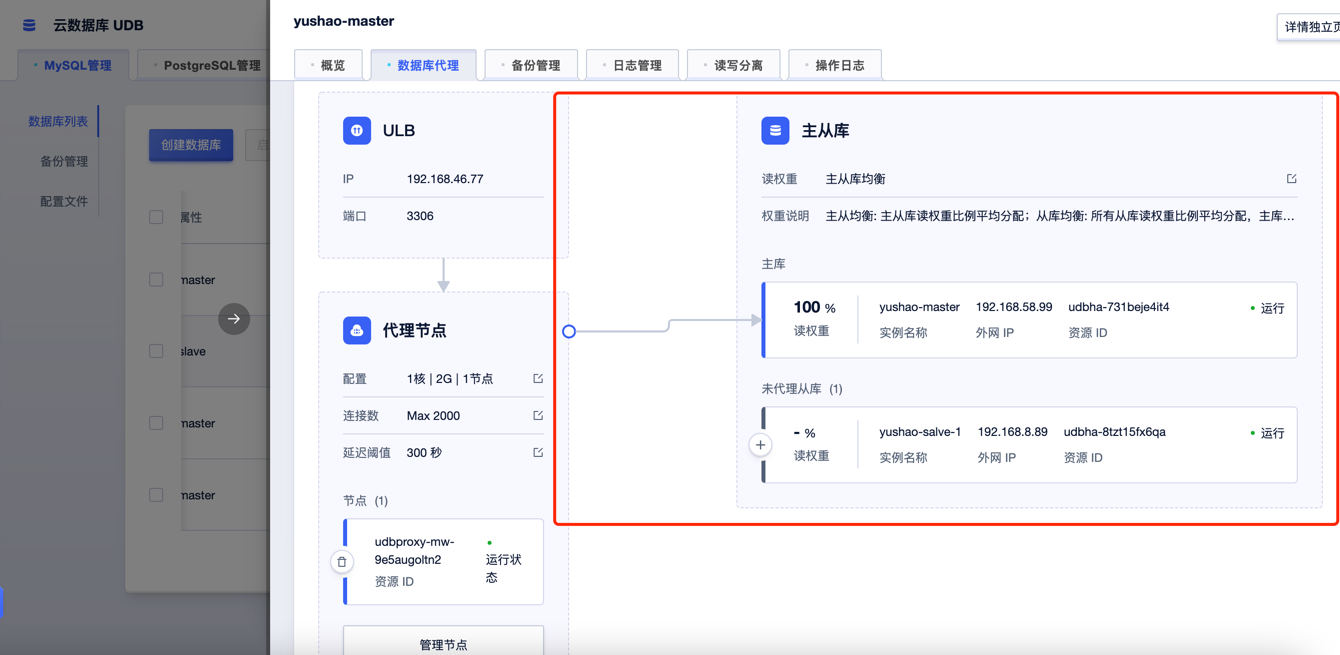 云数据库 UDB
MySQL管理
PostgreSQL管理
数据库列表
备份管理
配置文件
创建数据库
属性
master
slave
master
master
yushao-master
详情独立页
概览
数据库代理
备份管理
日志管理
读写分离
操作日志
ULB
IP 192.168.46.77
端口 3306
代理节点
配置 1核 | 2G | 1节点
连接数 Max 2000
延迟阈值 300 秒
节点 (1)
udbproxy-mw-
9e5augoltn2
资源 ID
运行状
态
管理节点
主从库
读权重 主从库均衡
权重说明 主从均衡: 主从库读权重比例平均分配；从库均衡: 所有从库读权重比例平均分配，主库...
主库
100 % yushao-master 192.168.58.99 udbha-731beje4it4 运行
读权重 实例名称 外网 IP 资源 ID
未代理从库 (1)
- % yushao-salve-1 192.168.8.89 udbha-8tzt15fx6qa 运行
读权重 实例名称 外网 IP 资源 ID